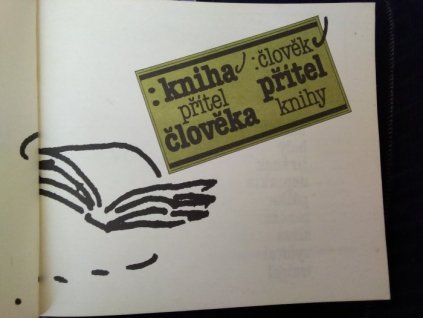 :kniha
přítel
člověka
:člověk
přítel
knihy